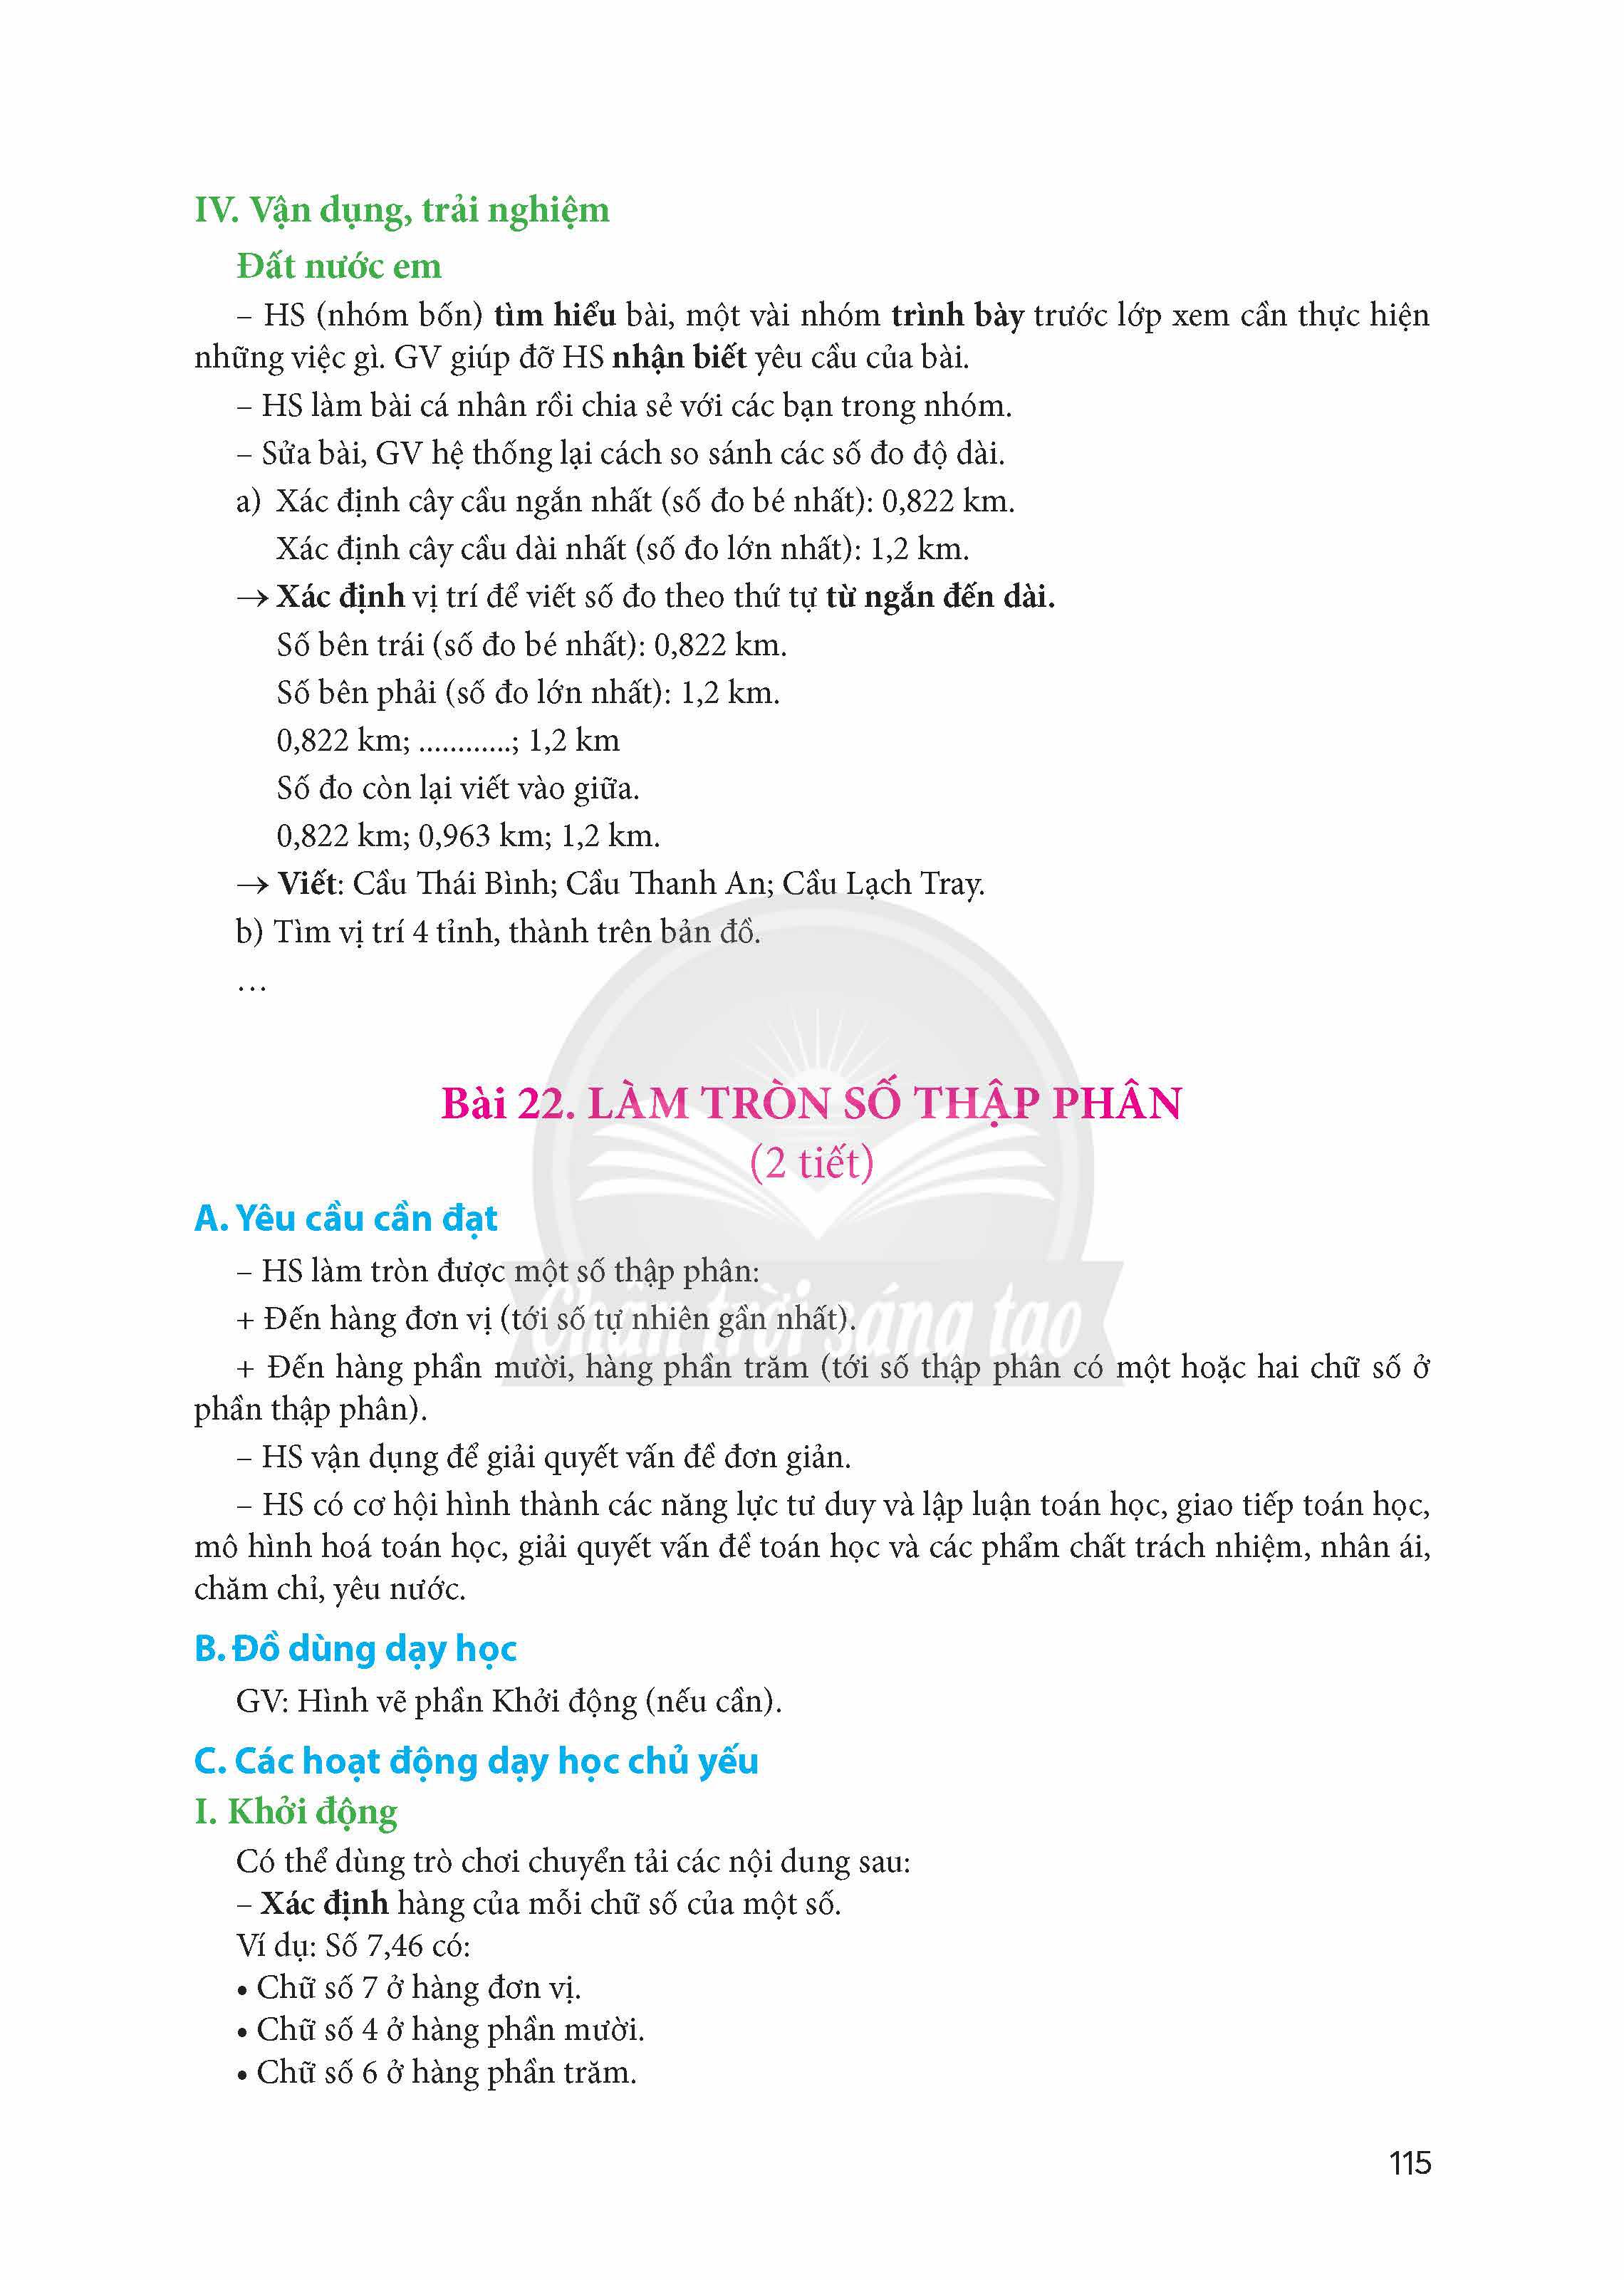 IV. Vận dụng, trải nghiệm
Đất nước em
– HS (nhóm bốn) tìm hiểu bài, một vài nhóm trình bày trước lớp xem cần thực hiện
những việc gì. GV giúp đỡ HS nhận biết yêu cầu của bài.
– HS làm bài cá nhân rồi chia sẻ với các bạn trong nhóm.
– Sửa bài, GV hệ thống lại cách so sánh các số đo độ dài.
a) Xác định cây cầu ngắn nhất (số đo bé nhất): 0,822 km.
Xác định cây cầu dài nhất (số đo lớn nhất): 1,2 km.
→ Xác định vị trí để viết số đo theo thứ tự từ ngắn đến dài.
Số bên trái (số đo bé nhất): 0,822 km.
Số bên phải (số đo lớn nhất): 1,2 km.
0,822 km; ............; 1,2 km
Số đo còn lại viết vào giữa.
0,822 km; 0,963 km; 1,2 km.
→ Viết: Cầu Thái Bình; Cầu Thanh An; Cầu Lạch Tray.
b) Tìm vị trí 4 tỉnh, thành trên bản đồ.
…
Bài 22. LÀM TRÒN SỐ THẬP PHÂN
(2 tiết)
A. Yêu cầu cần đạt
– HS làm tròn được một số thập phân:
+ Đến hàng đơn vị (tới số tự nhiên gần nhất).
Chân trời sáng tạo
+ Đến hàng phần mười, hàng phần trăm (tới số thập phân có một hoặc hai chữ số ở
phần thập phân).
– HS vận dụng để giải quyết vấn đề đơn giản.
– HS có cơ hội hình thành các năng lực tư duy và lập luận toán học, giao tiếp toán học,
mô hình hoá toán học, giải quyết vấn đề toán học và các phẩm chất trách nhiệm, nhân ái,
chăm chỉ, yêu nước.
B. Đồ dùng dạy học
GV: Hình vẽ phần Khởi động (nếu cần).
C. Các hoạt động dạy học chủ yếu
I. Khởi động
Có thể dùng trò chơi chuyển tải các nội dung sau:
– Xác định hàng của mỗi chữ số của một số.
Ví dụ: Số 7,46 có:
• Chữ số 7 ở hàng đơn vị.
• Chữ số 4 ở hàng phần mười.
• Chữ số 6 ở hàng phần trăm.
115